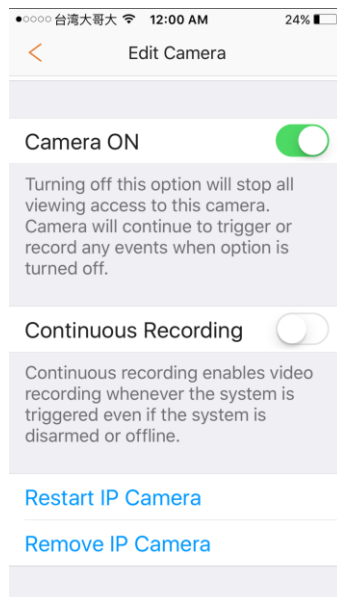 台湾大哥大 12:00 AM 24%
Edit Camera
Camera ON
Turning off this option will stop all
viewing access to this camera.
Camera will continue to trigger or
record any events when option is
turned off.
Continuous Recording
Continuous recording enables video
recording whenever the system is
triggered even if the system is
disarmed or offline.
Restart IP Camera
Remove IP Camera